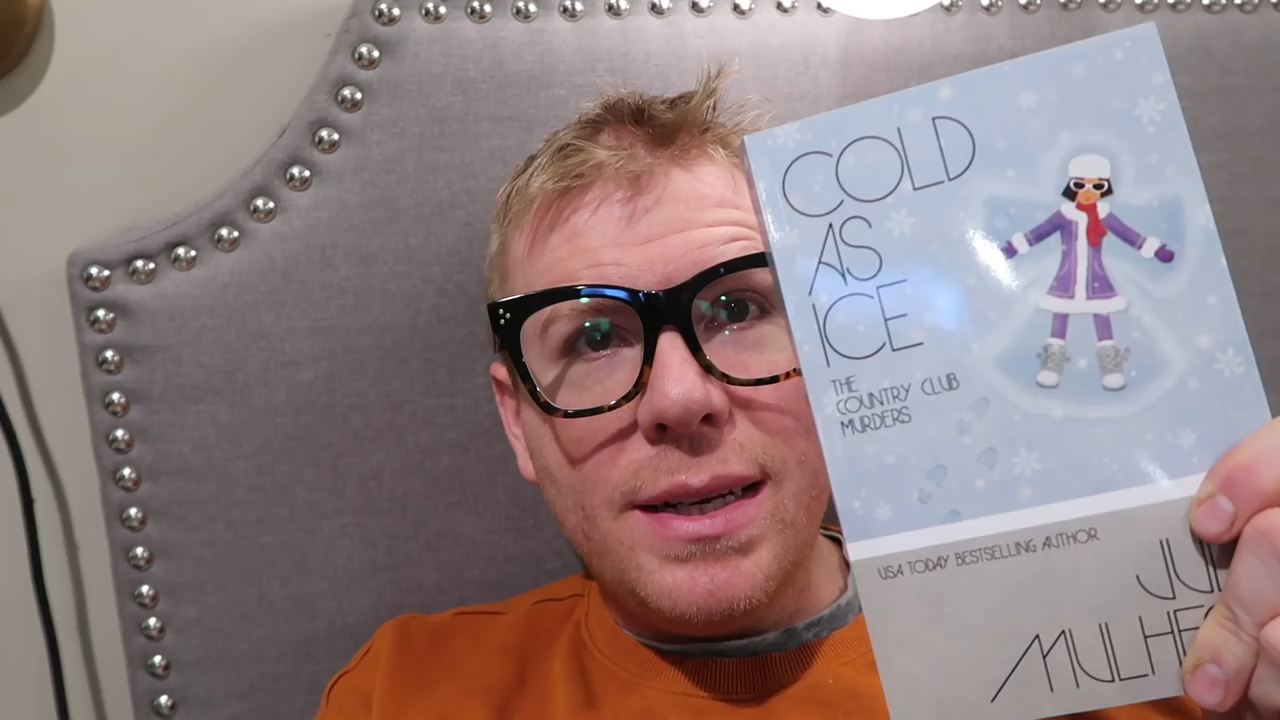 COLD
AS
ICE
THE
COUNTRY CLUB
MURDERS
USA TODAY BESTSELLING AUTHOR